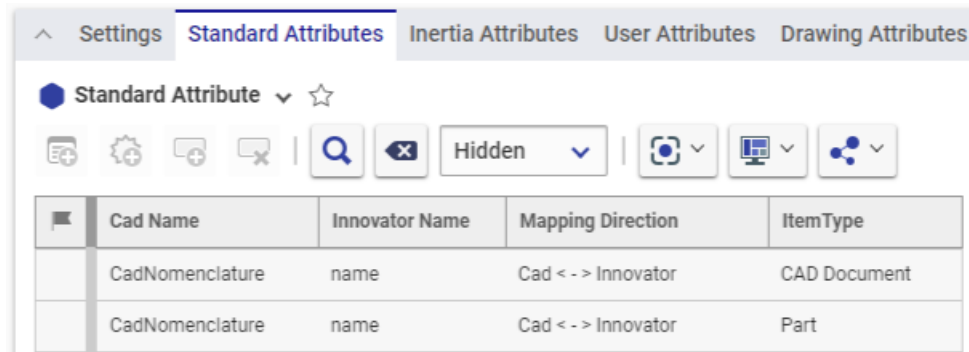 Settings Standard Attributes Inertia Attributes User Attributes Drawing Attributes
Standard Attribute
Hidden
Cad Name Innovator Name Mapping Direction ItemType
CadNomenclature name Cad < - > Innovator CAD Document
CadNomenclature name Cad < - > Innovator Part